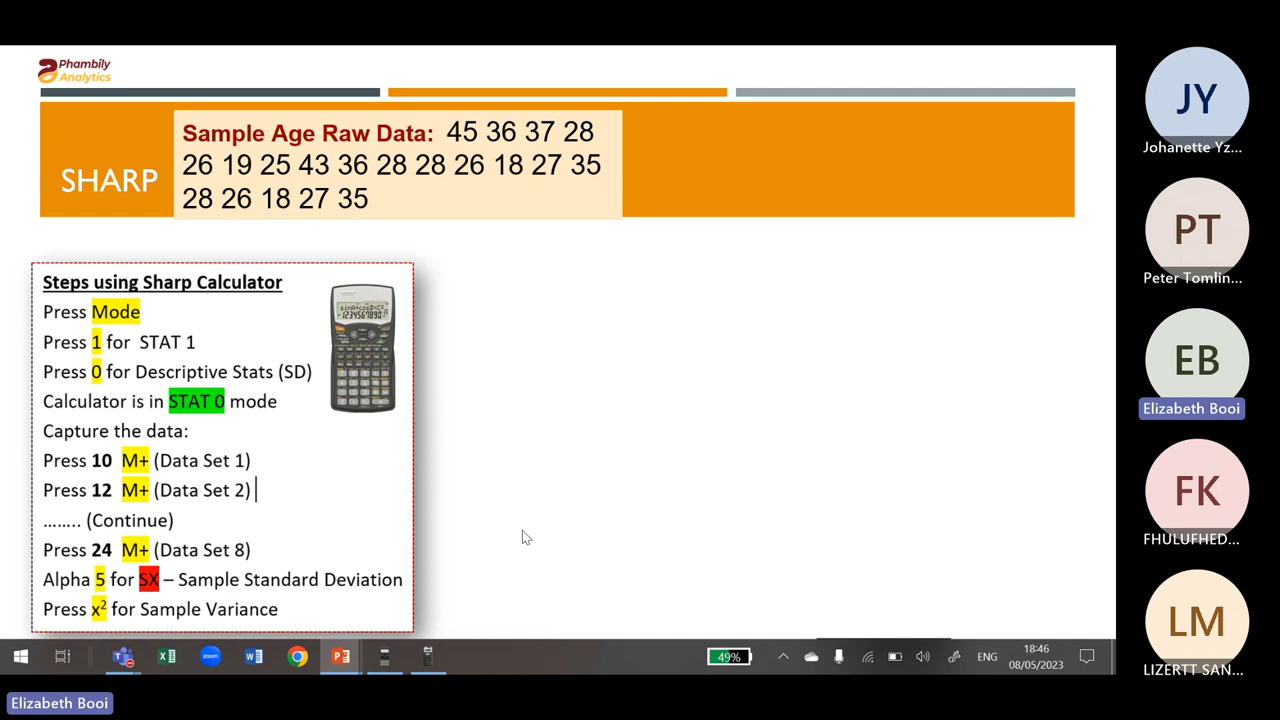 Phambily
Analytics
SHARP
Sample Age Raw Data: 45 36 37 28
26 19 25 43 36 28 28 26 18 27 35
28 26 18 27 35
Steps using Sharp Calculator
Press Mode
Press 1 for STAT 1
Press 0 for Descriptive Stats (SD)
Calculator is in STAT 0 mode
Capture the data:
Press 10 M+ (Data Set 1)
Press 12 M+ (Data Set 2)
…….. (Continue)
Press 24 M+ (Data Set 8)
Alpha 5 for SX – Sample Standard Deviation
Press x² for Sample Variance
JY
Johanette Yz...
PT
Peter Tomlin...
EB
Elizabeth Booi
FK
FHULUFHED...
LM
LIZERTT SAN...
zoom
49%
ENG
18:46
08/05/2023
Elizabeth Booi